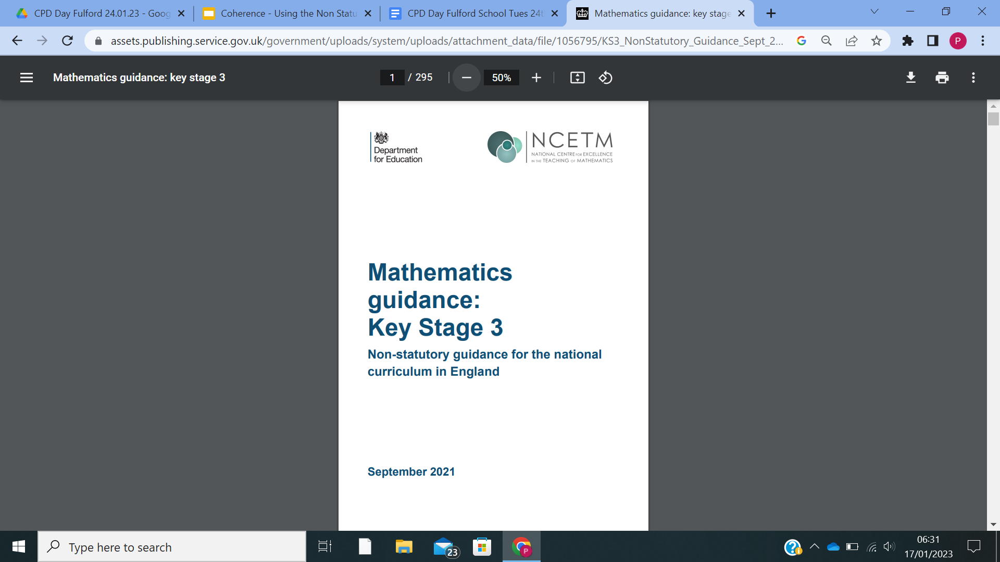 CPD Day Fulford 24.01.23 - Goog
Coherence - Using the Non Statu
CPD Day Fulford School Tues 24t
Mathematics guidance: key stage
assets.publishing.service.gov.uk/government/uploads/system/uploads/attachment_data/file/1056795/KS3_NonStatutory_Guidance_Sept_2...
P
Mathematics guidance: key stage 3
1 / 295
50%
Department
for Education
NCETM
NATIONAL CENTRE FOR EXCELLENCE
IN THE TEACHING OF MATHEMATICS
Mathematics
guidance:
Key Stage 3
Non-statutory guidance for the national
curriculum in England
September 2021
Type here to search
23
P
06:31
17/01/2023